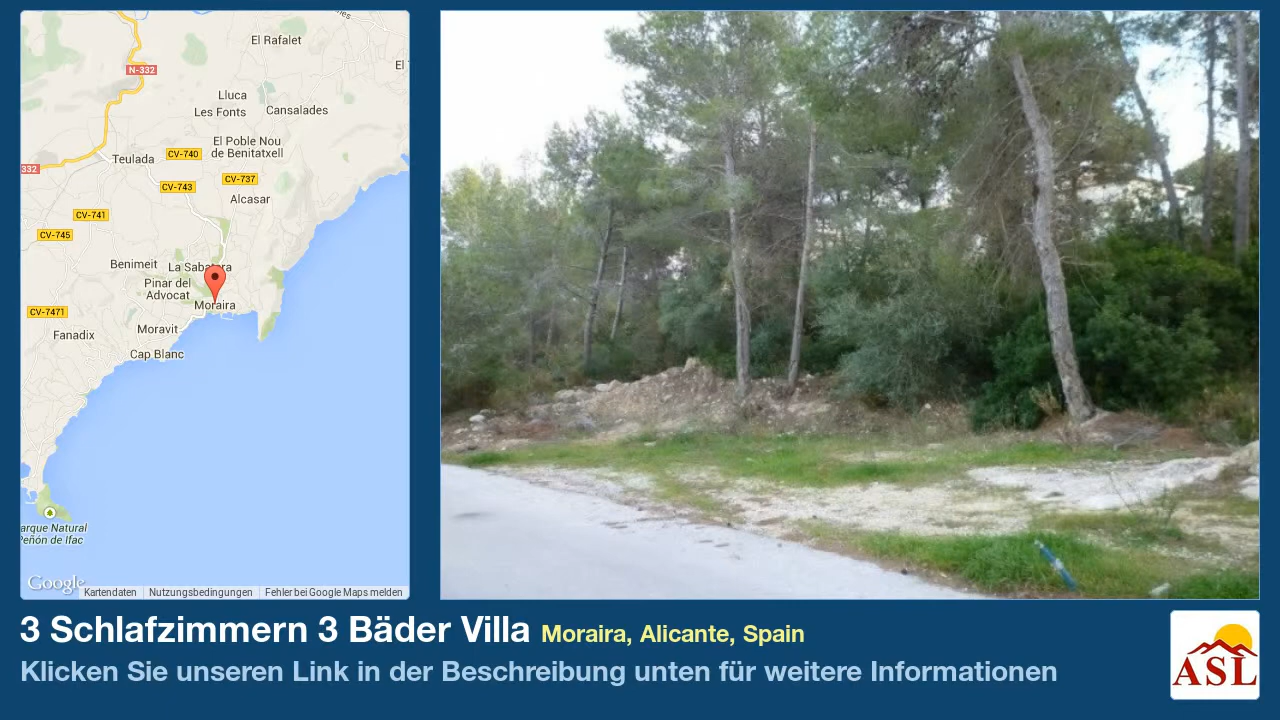 El Rafalet
N-332
Lluca
Les Fonts
Cansalades
El Poble Nou
de Benitatxell
332
Teulada
CV-740
CV-743
CV-737
Alcasar
CV-741
CV-745
Benimeit
La Sabatera
Pinar del
Advocat
Moraira
CV-7471
Fanadix
Moravit
Cap Blanc
arque Natural
Peñón de Ifac
Google
Kartendaten
Nutzungsbedingungen
Fehler bei Google Maps melden
3 Schlafzimmern 3 Bäder Villa Moraira, Alicante, Spain
Klicken Sie unseren Link in der Beschreibung unten für weitere Informationen
ASL